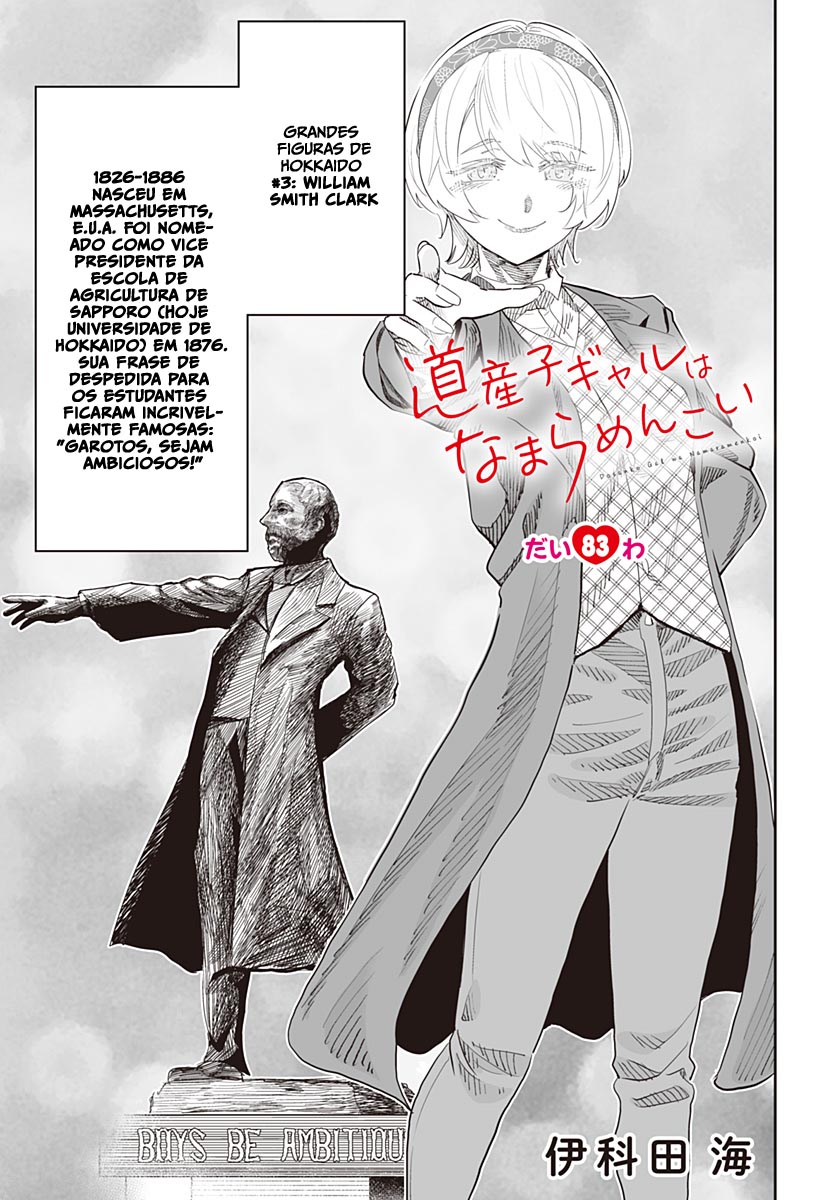 GRANDES
FIGURAS DE
HOKKAIDO
#3: WILLIAM
SMITH CLARK
1826-1886
NASCEU EM
MASSACHUSETTS,
E.U.A. FOI NOME-
ADO COMO VICE
PRESIDENTE DA
ESCOLA DE
AGRICULTURA DE
SAPPORO (HOJE
UNIVERSIDADE DE
HOKKAIDO) EM 1876.
SUA FRASE DE
DESPEDIDA PARA
OS ESTUDANTES
FICARAM INCRIVEL-
MENTE FAMOSAS:
"GAROTOS, SEJAM
AMBICIOSOS!"
道産子ギャルは
なまらめんこい
Dosanko Gal wa Namaramenkoi
だい83わ
BOYS BE AMBITIOU
伊科田 海